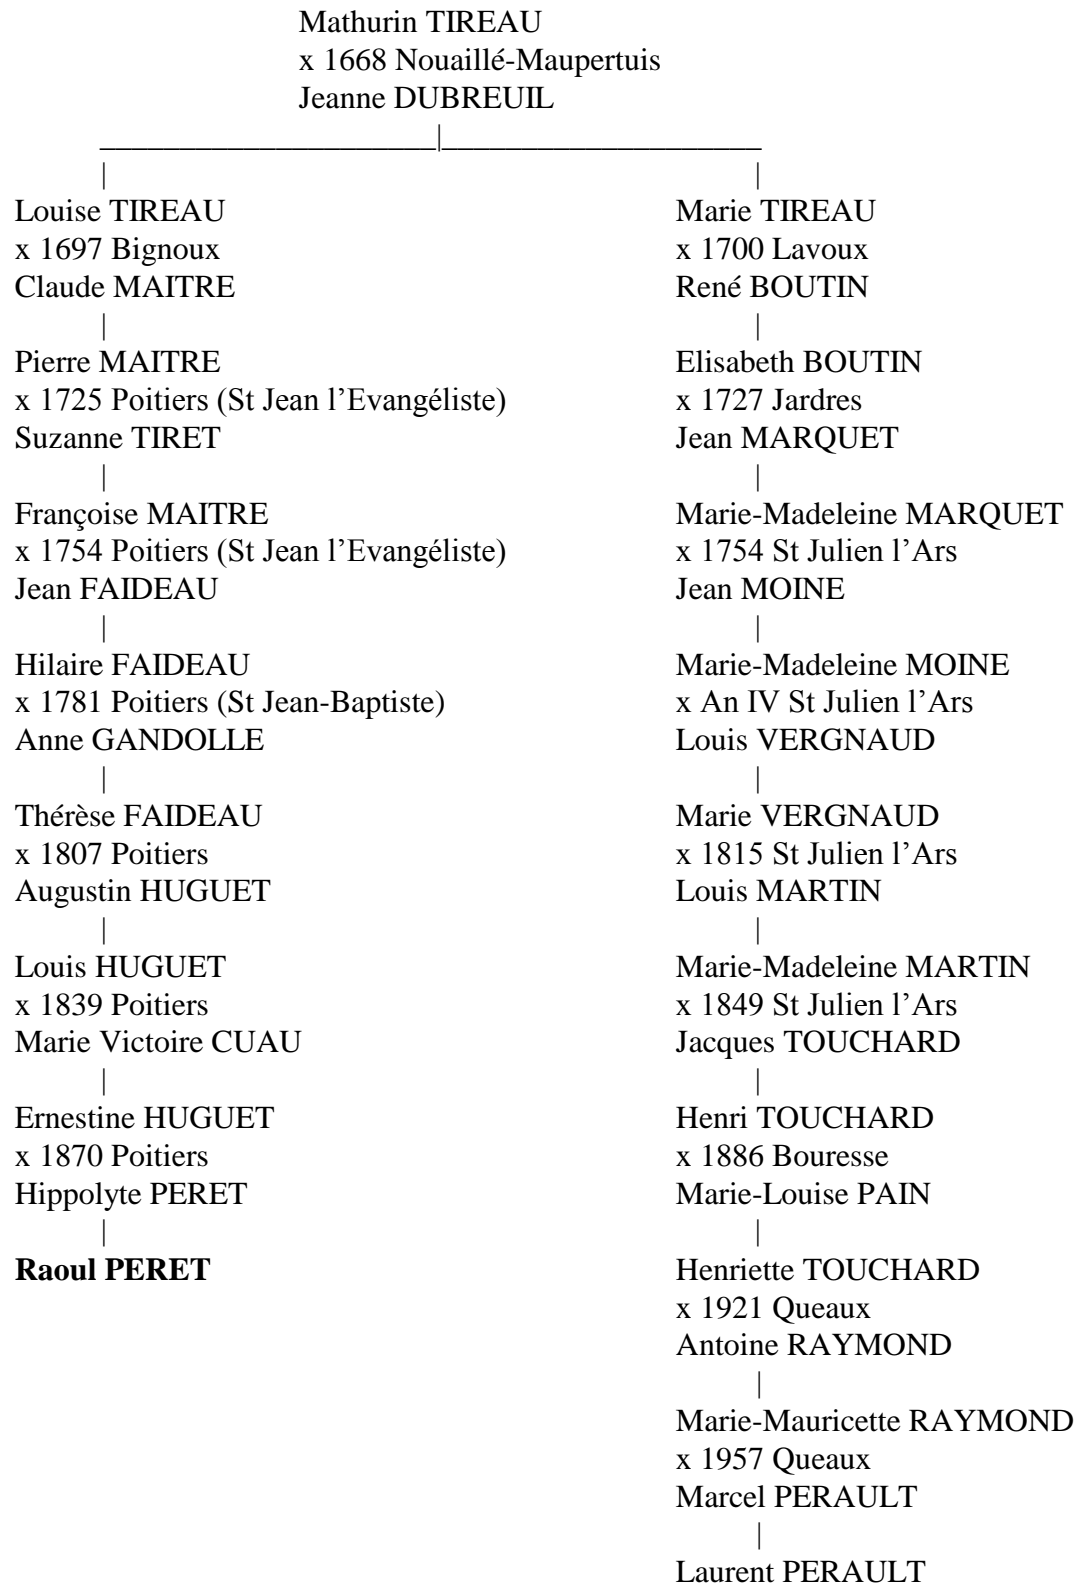 Mathurin TIREAU
x 1668 Nouaillé-Maupertuis
Jeanne DUBREUIL
Louise TIREAU
x 1697 Bignoux
Claude MAITRE
Pierre MAITRE
x 1725 Poitiers (St Jean l’Evangéliste)
Suzanne TIRET
Françoise MAITRE
x 1754 Poitiers (St Jean l’Evangéliste)
Jean FAIDEAU
Hilaire FAIDEAU
x 1781 Poitiers (St Jean-Baptiste)
Anne GANDOLLE
Thérèse FAIDEAU
x 1807 Poitiers
Augustin HUGUET
Louis HUGUET
x 1839 Poitiers
Marie Victoire CUAU
Ernestine HUGUET
x 1870 Poitiers
Hippolyte PERET
Raoul PERET
Marie TIREAU
x 1700 Lavoux
René BOUTIN
Elisabeth BOUTIN
x 1727 Jardres
Jean MARQUET
Marie-Madeleine MARQUET
x 1754 St Julien l’Ars
Jean MOINE
Marie-Madeleine MOINE
x An IV St Julien l’Ars
Louis VERGNAUD
Marie VERGNAUD
x 1815 St Julien l’Ars
Louis MARTIN
Marie-Madeleine MARTIN
x 1849 St Julien l’Ars
Jacques TOUCHARD
Henri TOUCHARD
x 1886 Bouresse
Marie-Louise PAIN
Henriette TOUCHARD
x 1921 Queaux
Antoine RAYMOND
Marie-Mauricette RAYMOND
x 1957 Queaux
Marcel PERAULT
Laurent PERAULT